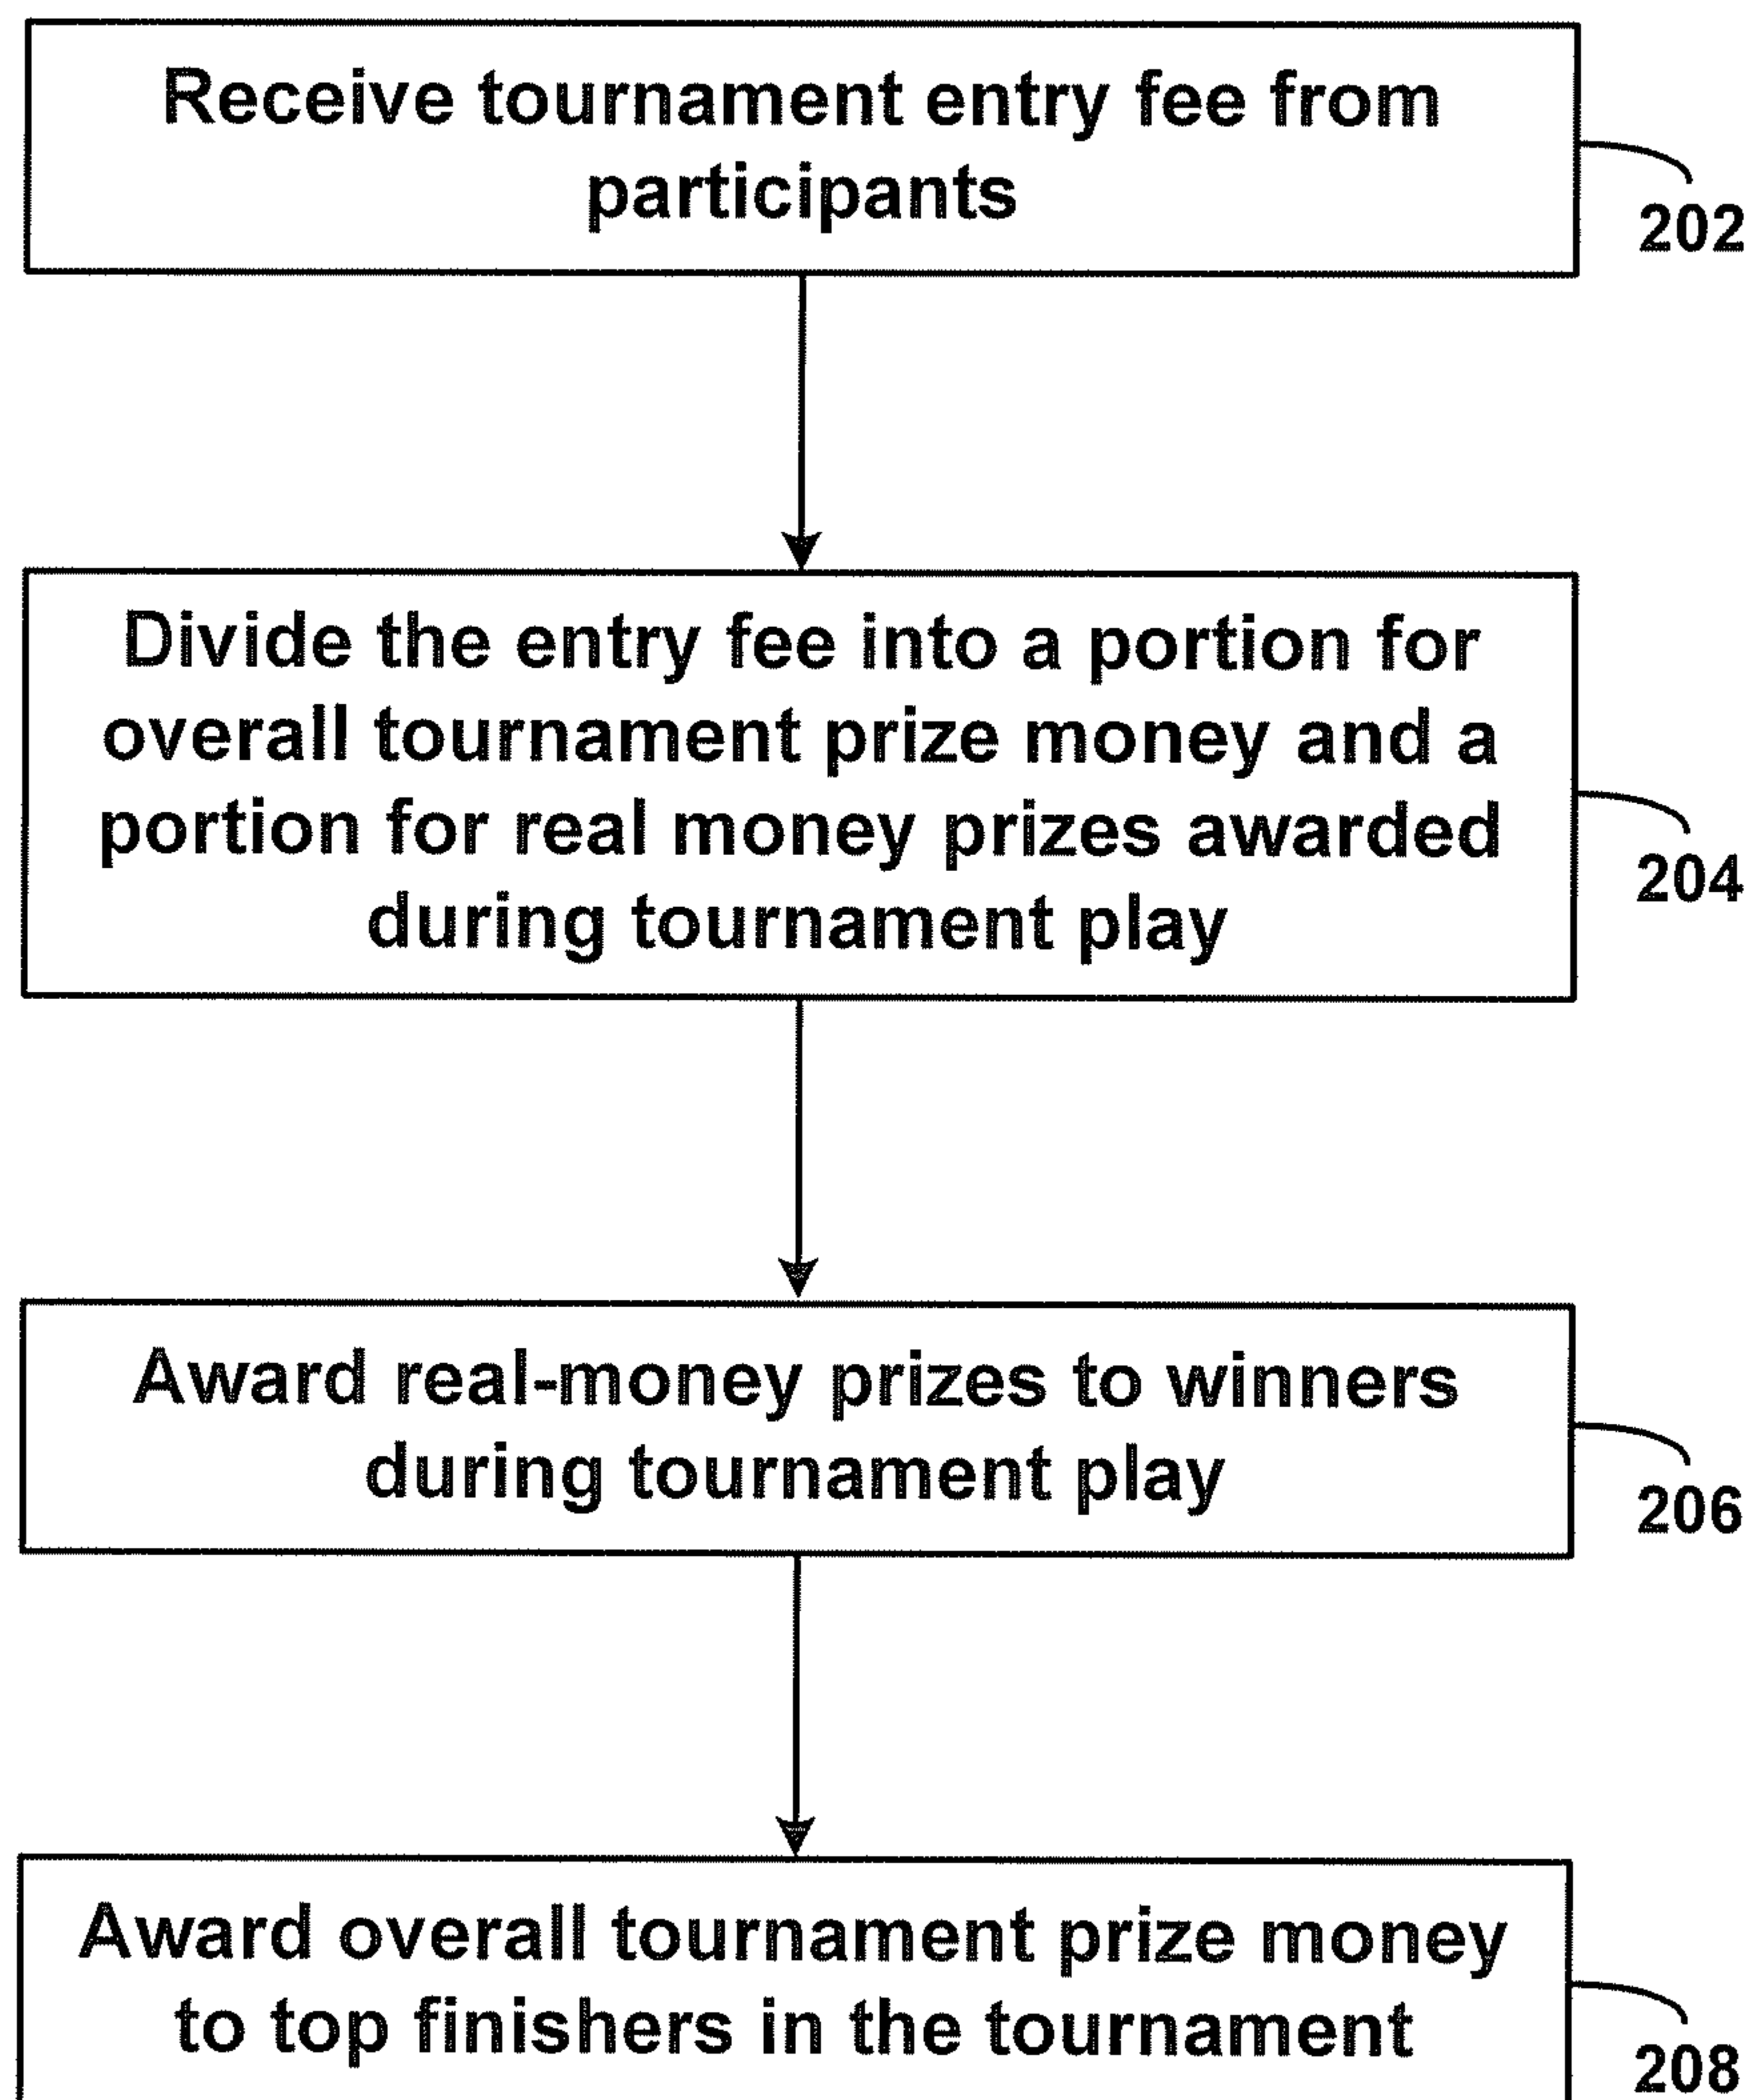 Receive tournament entry fee from
participants
202
Divide the entry fee into a portion for
overall tournament prize money and a
portion for real money prizes awarded
during tournament play
204
Award real-money prizes to winners
during tournament play
206
Award overall tournament prize money
to top finishers in the tournament
208